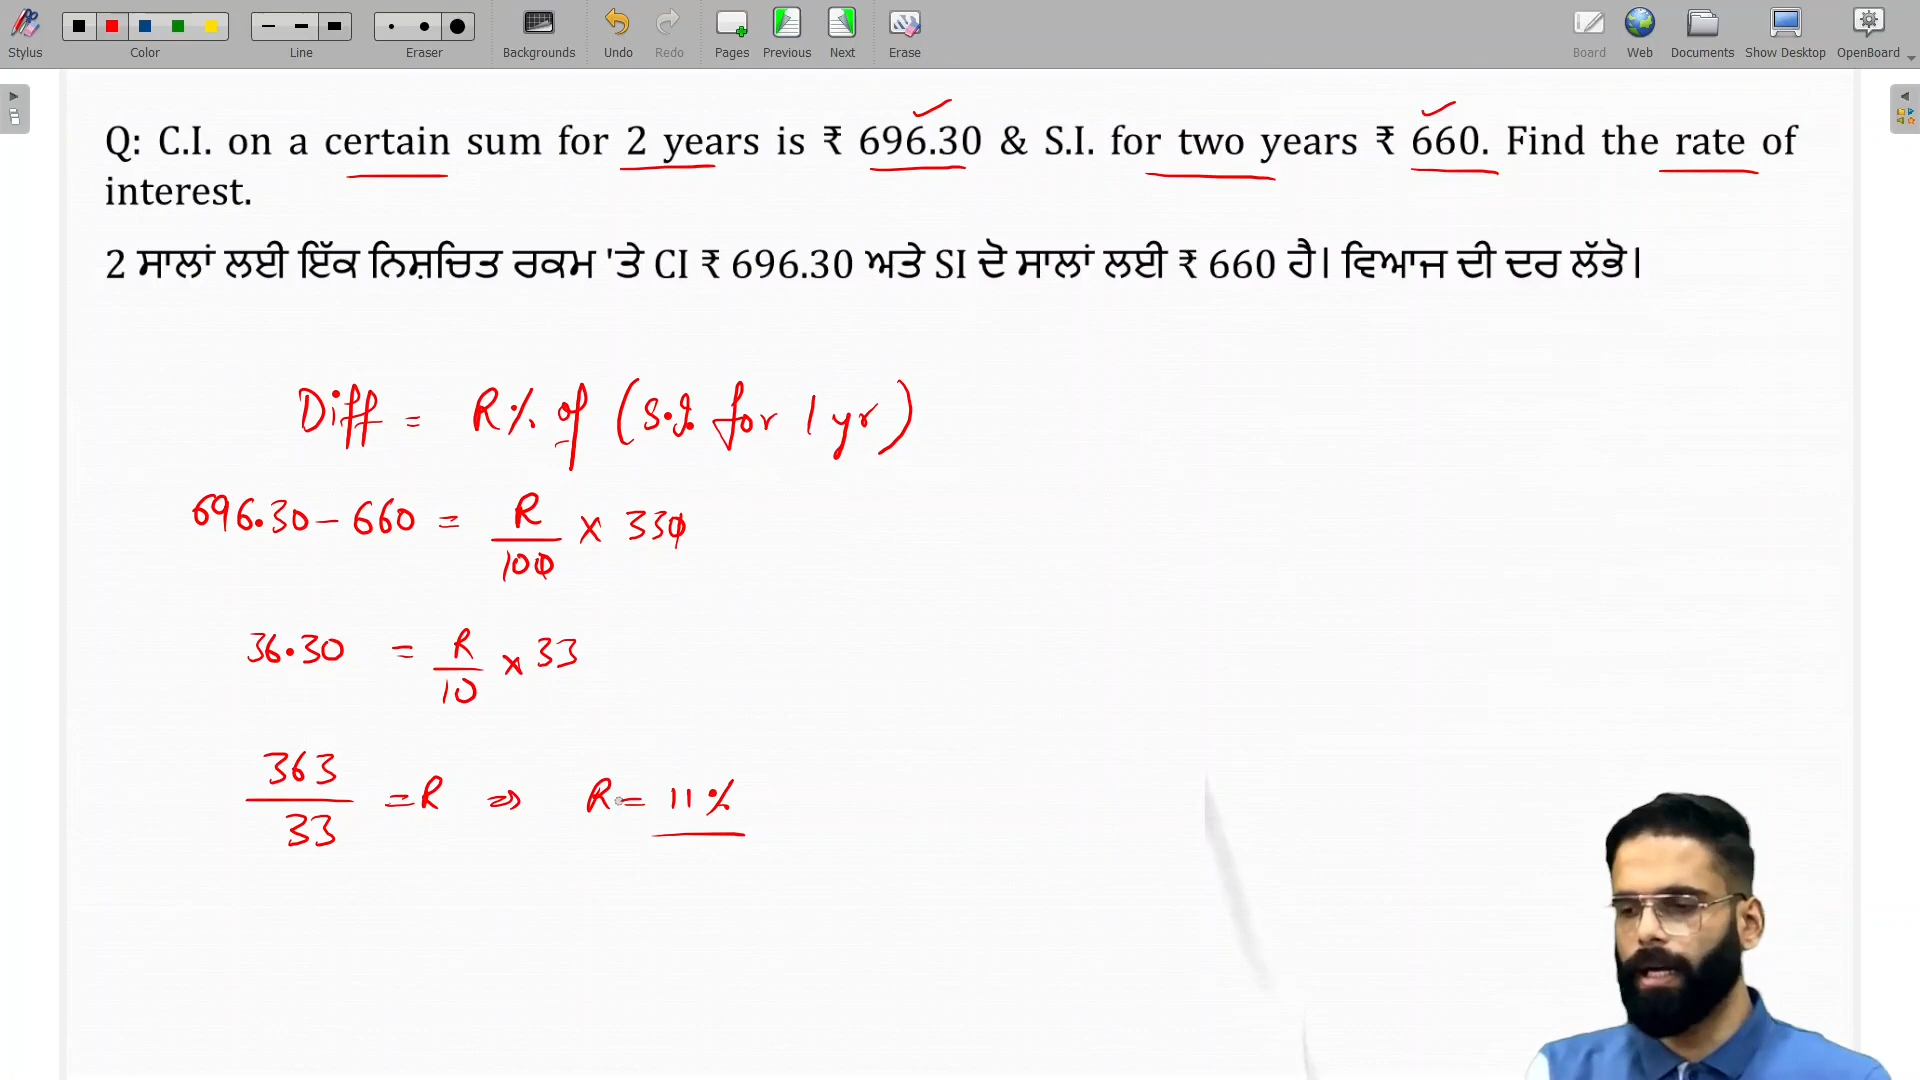 Stylus Color Line Eraser Backgrounds Undo Redo Pages Previous Next Erase Board Web Documents Show Desktop OpenBoard
Q: C.I. on a certain sum for 2 years is ₹ 696.30 & S.I. for two years ₹ 660. Find the rate of
interest.
2 ਸਾਲਾਂ ਲਈ ਇੱਕ ਨਿਸ਼ਚਿਤ ਰਕਮ 'ਤੇ CI ₹ 696.30 ਅਤੇ SI ਦੋ ਸਾਲਾਂ ਲਈ ₹ 660 ਹੈ। ਵਿਆਜ ਦੀ ਦਰ ਲੱਭੋ।
Diff = R% of (S.I. for 1 yr)
696.30 - 660 = R/100 × 330
36.30 = R/10 × 33
363/33 = R ⇒ R = 11%